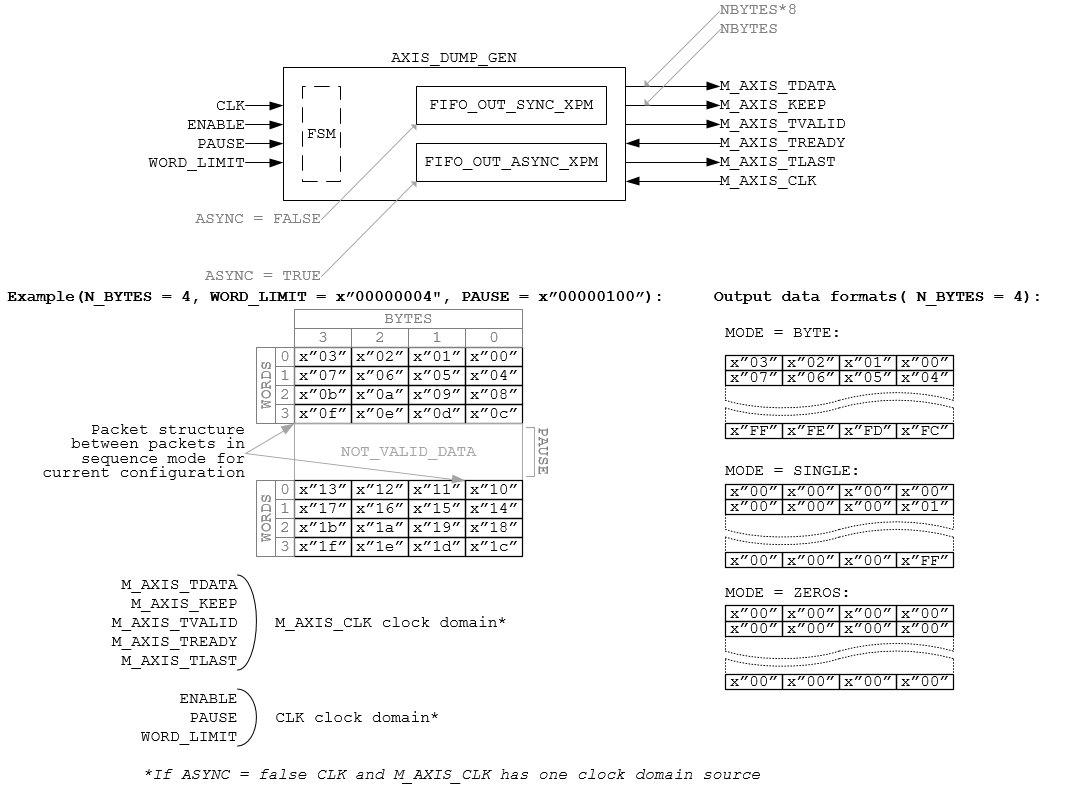 NBYTES*8
NBYTES
AXIS_DUMP_GEN
CLK
ENABLE
PAUSE
WORD_LIMIT
FSM
FIFO_OUT_SYNC_XPM
FIFO_OUT_ASYNC_XPM
M_AXIS_TDATA
M_AXIS_KEEP
M_AXIS_TVALID
M_AXIS_TREADY
M_AXIS_TLAST
M_AXIS_CLK
ASYNC = FALSE
ASYNC = TRUE
Example(N_BYTES = 4, WORD_LIMIT = x”00000004", PAUSE = x”00000100”):
BYTES
3 2 1 0
WORDS
0 x”03” x”02” x”01” x”00”
1 x”07” x”06” x”05” x”04”
2 x”0b” x”0a” x”09” x”08”
3 x”0f” x”0e” x”0d” x”0c”
Packet structure
between packets in
sequence mode for
current configuration
NOT_VALID_DATA
PAUSE
WORDS
0 x”13” x”12” x”11” x”10”
1 x”17” x”16” x”15” x”14”
2 x”1b” x”1a” x”19” x”18”
3 x”1f” x”1e” x”1d” x”1c”
M_AXIS_TDATA
M_AXIS_KEEP
M_AXIS_TVALID
M_AXIS_TREADY
M_AXIS_TLAST
M_AXIS_CLK clock domain*
ENABLE
PAUSE
WORD_LIMIT
CLK clock domain*
Output data formats( N_BYTES = 4):
MODE = BYTE:
x”03” x”02” x”01” x”00”
x”07” x”06” x”05” x”04”
x”FF” x”FE” x”FD” x”FC”
MODE = SINGLE:
x”00” x”00” x”00” x”00”
x”00” x”00” x”00” x”01”
x”00” x”00” x”00” x”FF”
MODE = ZEROS:
x”00” x”00” x”00” x”00”
x”00” x”00” x”00” x”00”
x”00” x”00” x”00” x”00”
*If ASYNC = false CLK and M_AXIS_CLK has one clock domain source